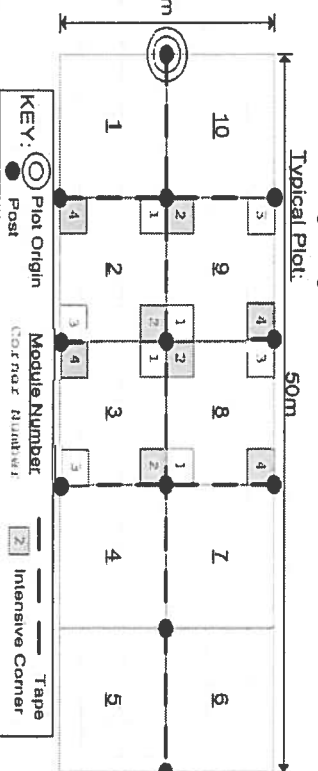 Typical Plot:
50m
m
10 9 8 7 6
3 4 3 4
2 1 2 1
1 2 1 2
1 2 3 4 5
4 3 4 3
KEY: Plot Origin Module Number Tape
Post Corner Number 2 Intensive Corner